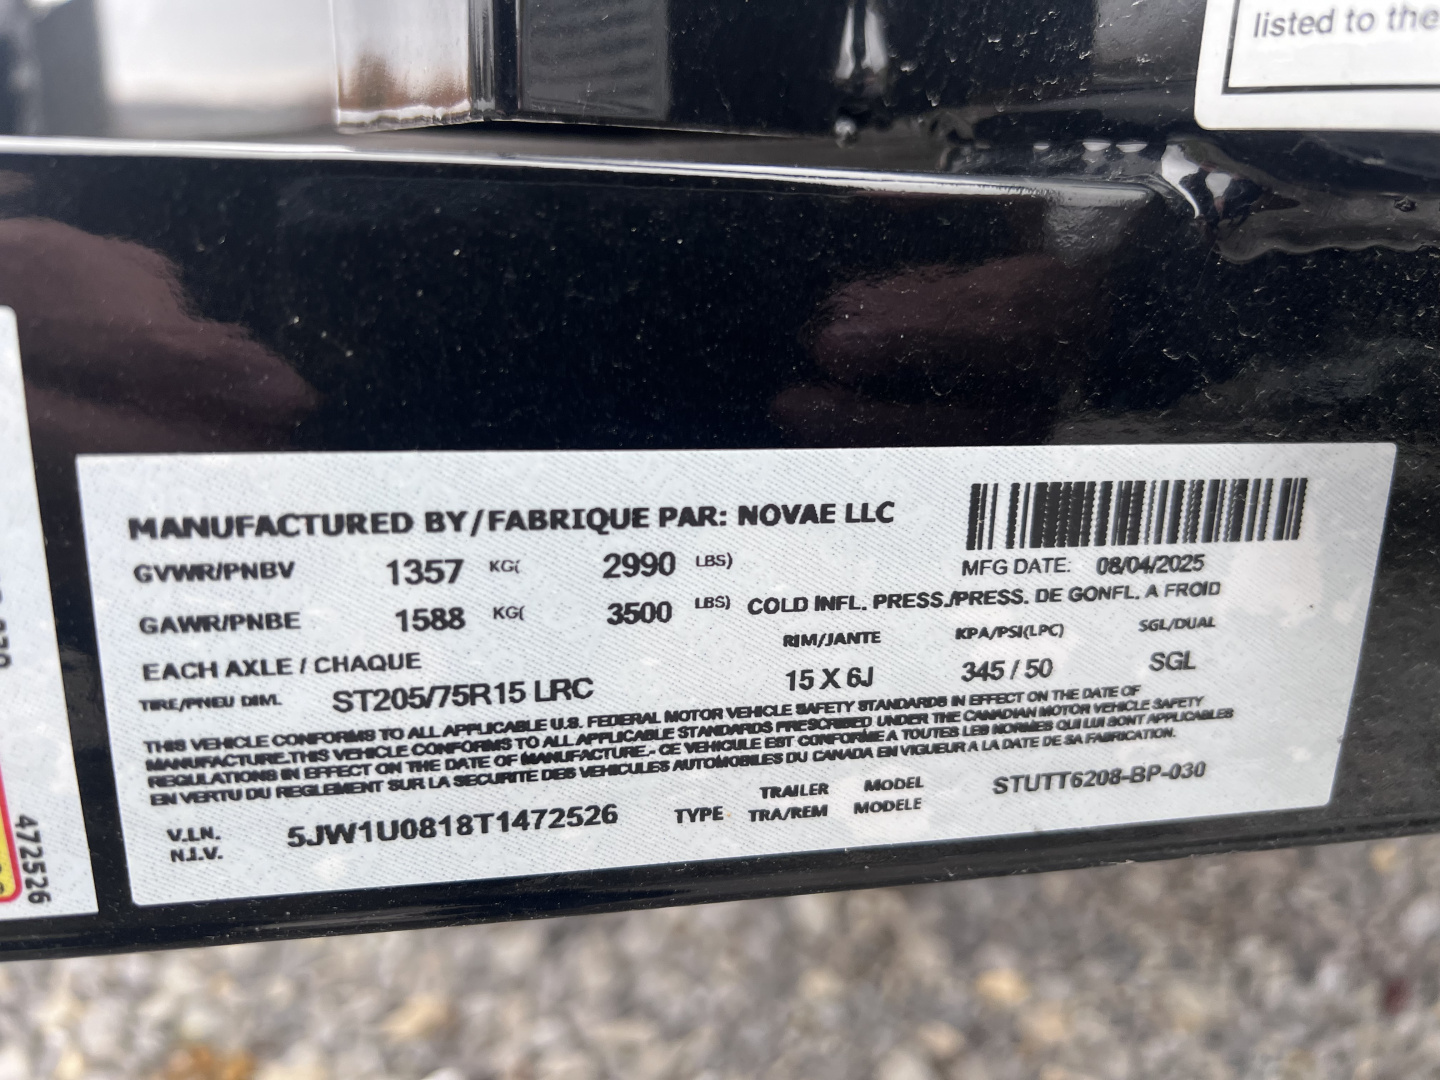 listed to the
MANUFACTURED BY/FABRIQUE PAR: NOVAE LLC
GVWR/PNBV 1357 KG( 2990 LBS)
MFG DATE: 08/04/2025
GAWR/PNBE 1588 KG( 3500 LBS) COLD INFL. PRESS./PRESS. DE GONFL. A FROID
EACH AXLE / CHAQUE RIM/JANTE KPA/PSI(LPC) SGL/DUAL
TIRE/PNEU DIM. ST205/75R15 LRC 15 X 6J 345 / 50 SGL
THIS VEHICLE CONFORMS TO ALL APPLICABLE U.S. FEDERAL MOTOR VEHICLE SAFETY STANDARDS IN EFFECT ON THE DATE OF
MANUFACTURE.THIS VEHICLE CONFORMS TO ALL APPLICABLE STANDARDS PRESCRIBED UNDER THE CANADIAN MOTOR VEHICLE SAFETY
REGULATIONS IN EFFECT ON THE DATE OF MANUFACTURE.- CE VEHICULE EST CONFORME A TOUTES LES NORMES QUI LUI SONT APPLICABLES
EN VERTU DU REGLEMENT SUR LA SECURITE DES VEHICULES AUTOMOBILES DU CANADA EN VIGUEUR A LA DATE DE SA FABRICATION.
V.I.N. 5JW1U0818T1472526 TYPE TRAILER MODEL STUTT6208-BP-030
N.I.V. TRA/REM MODELE
472526